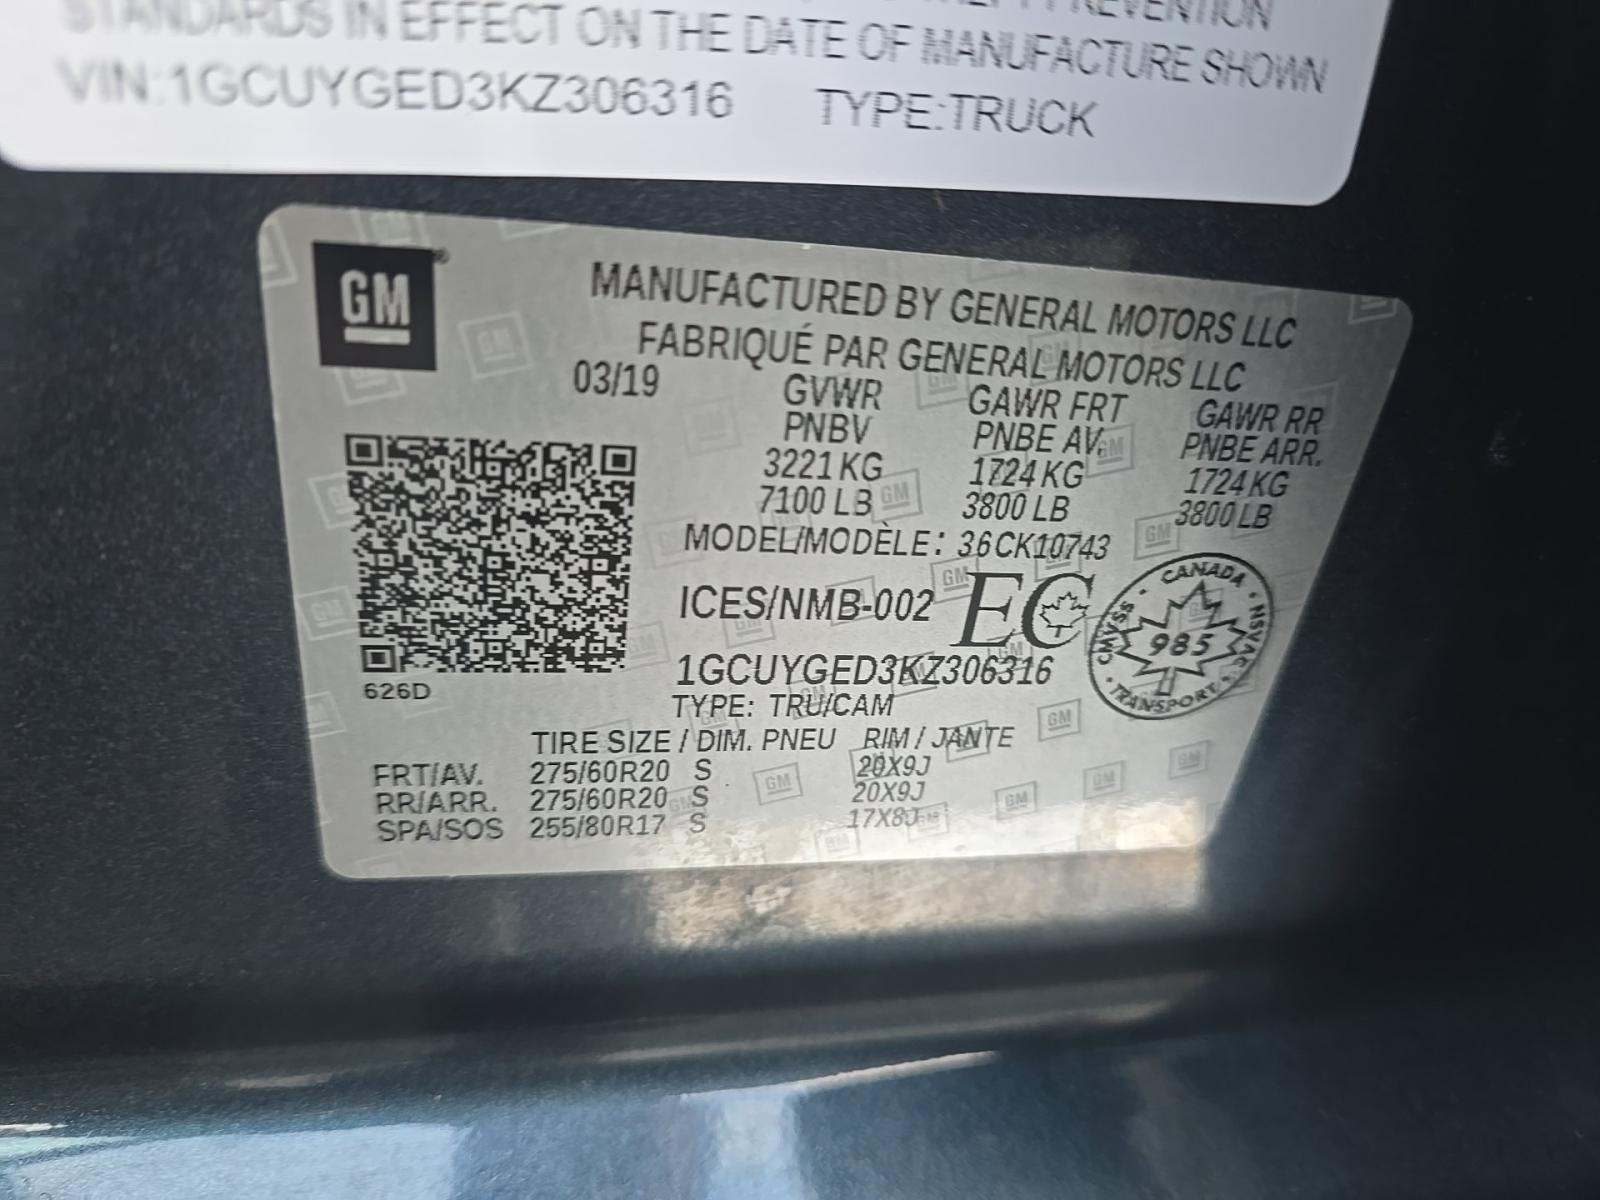 PREVENTION
STANDARDS IN EFFECT ON THE DATE OF MANUFACTURE SHOWN
VIN:1GCUYGED3KZ306316 TYPE:TRUCK
GM
MANUFACTURED BY GENERAL MOTORS LLC
FABRIQUÉ PAR GENERAL MOTORS LLC
03/19 GVWR GAWR FRT GAWR RR
PNBV PNBE AV. PNBE ARR.
3221 KG 1724 KG 1724 KG
7100 LB 3800 LB 3800 LB
MODEL/MODÈLE: 36CK10743
ICES/NMB-002 EC
CANADA
CMVSS 985 NSVAC
TRANSPORT
1GCUYGED3KZ306316
626D
TYPE: TRU/CAM
TIRE SIZE / DIM. PNEU RIM / JANTE
FRT/AV. 275/60R20 S 20X9J
RR/ARR. 275/60R20 S 20X9J
SPA/SOS 255/80R17 S 17X8J